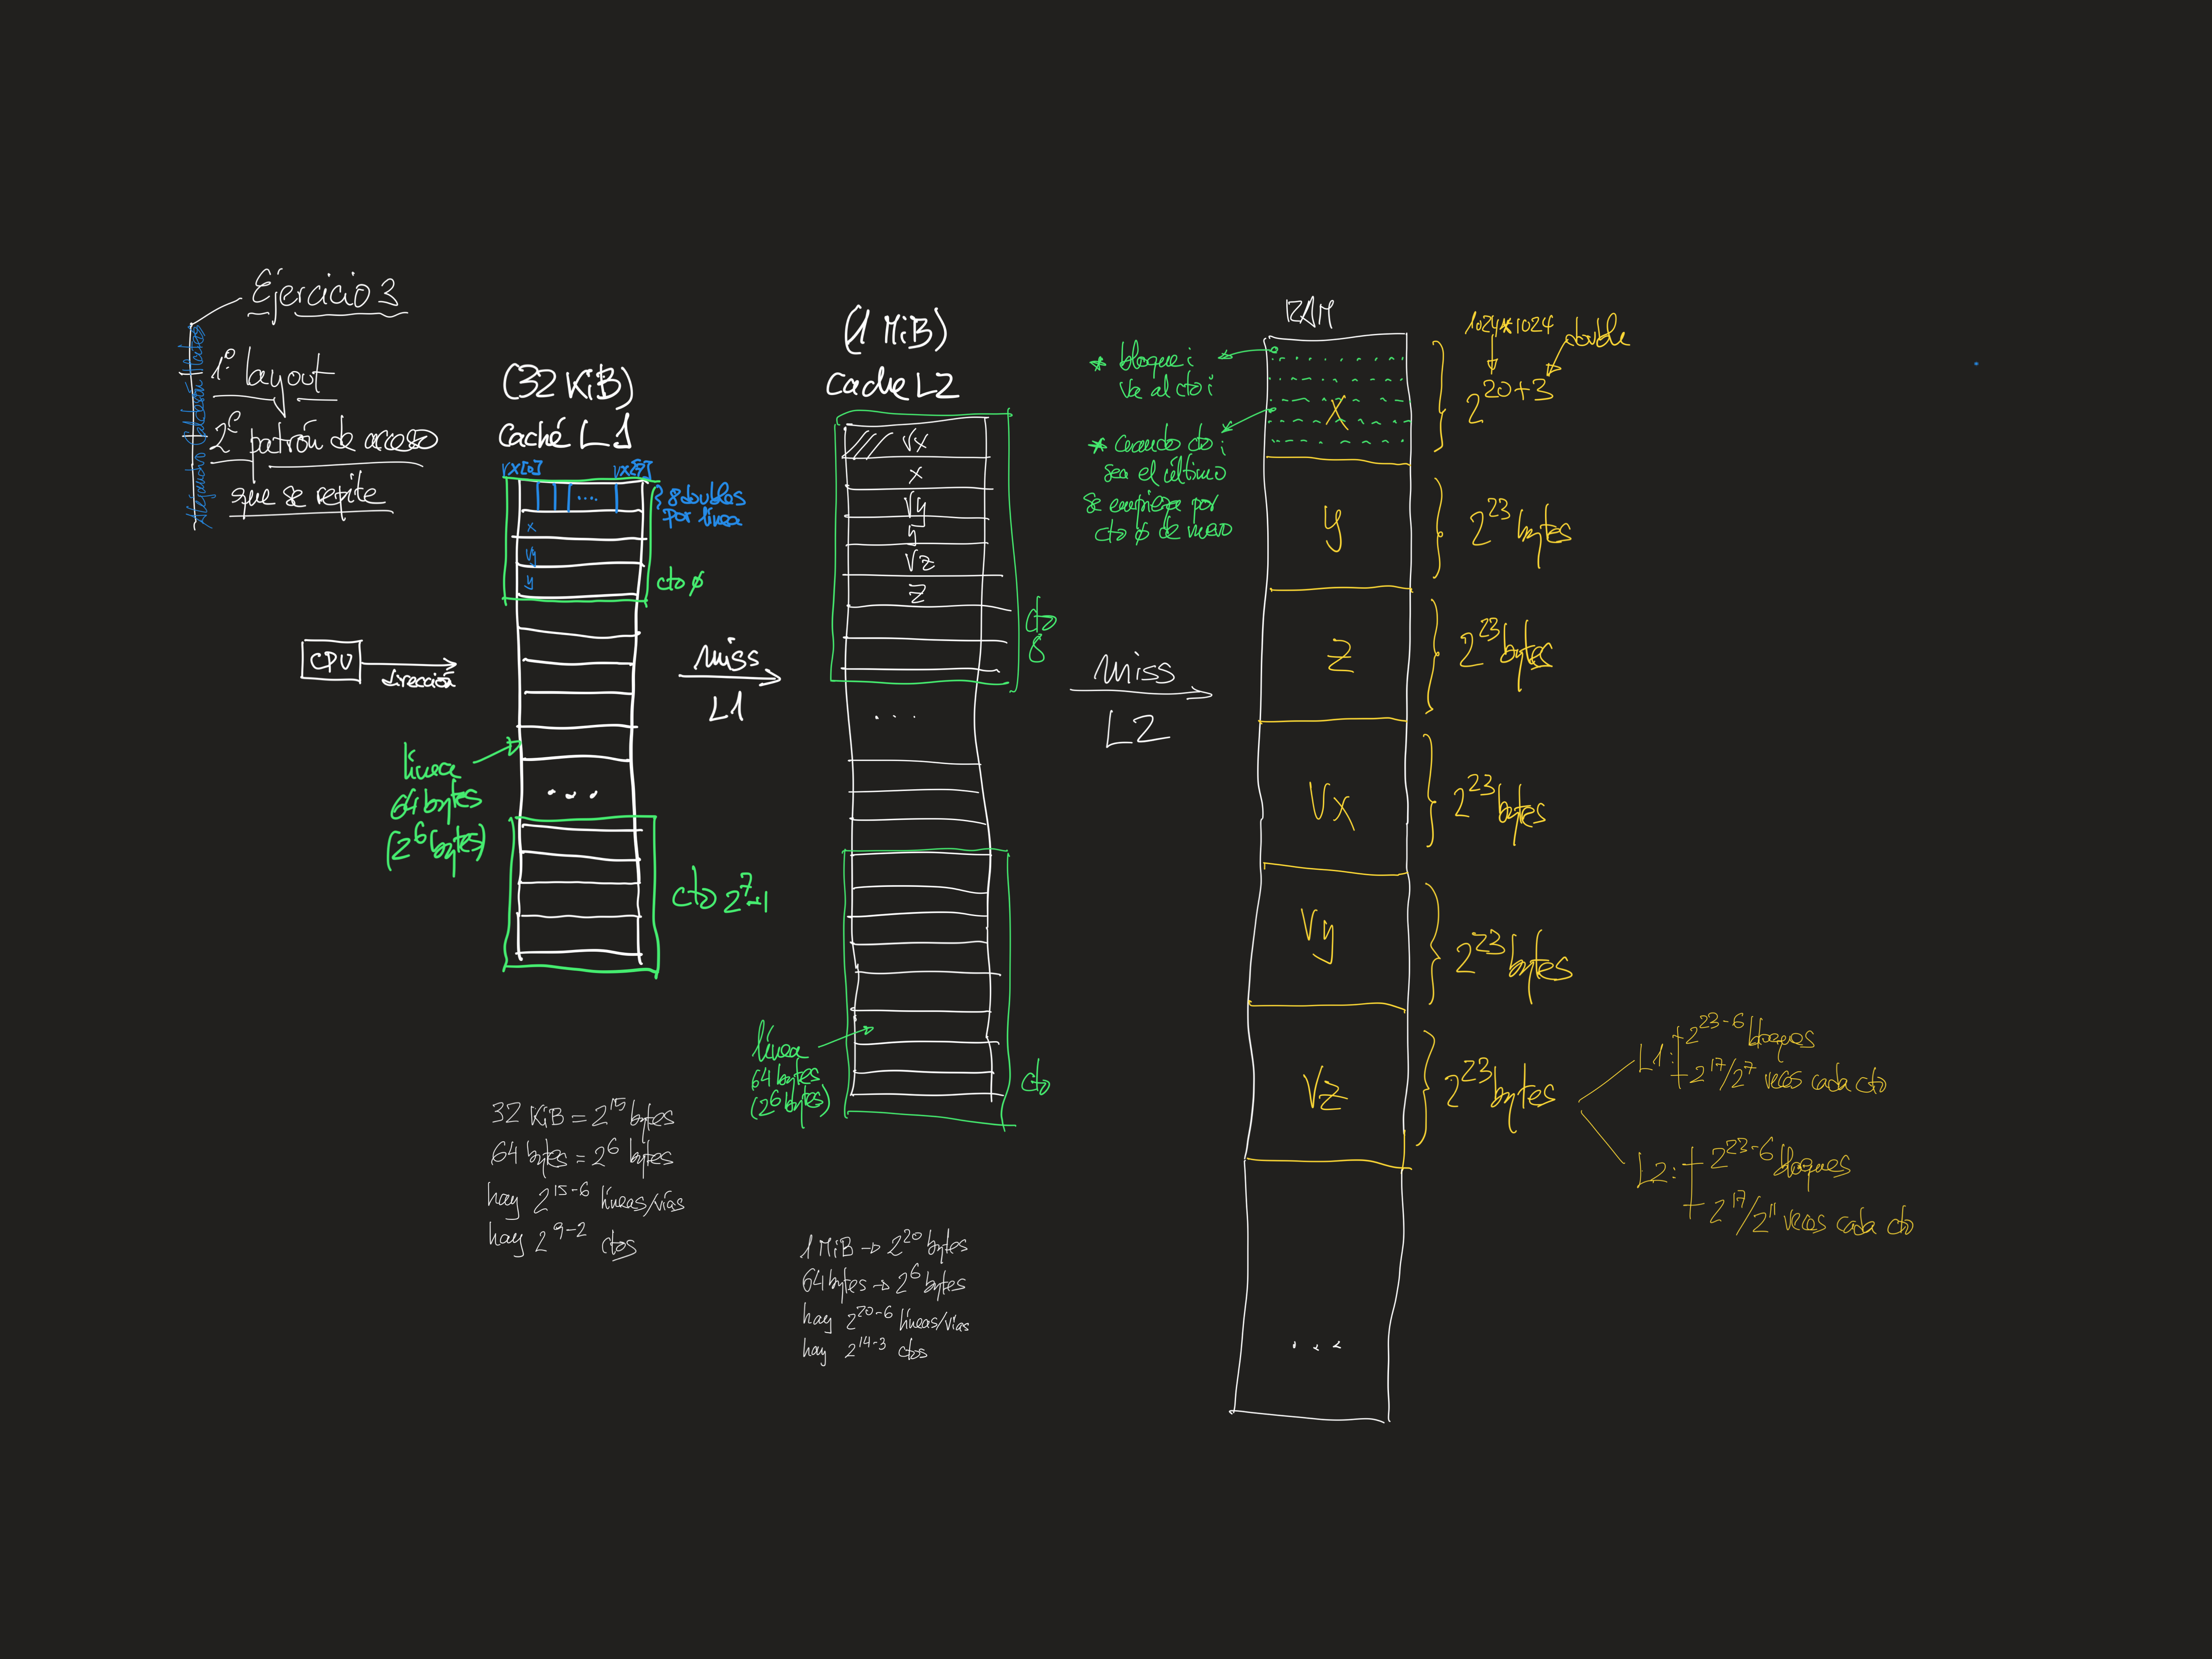 Ejercicio 3
1º layout
2º patrón de acceso
que se repite
CPU
dirección
(32 KiB)
Caché L1
VX[0]
8 doubles
por línea
x
vy
y
cto ø
línea
64 bytes
(2^6 bytes)
...
cto 2^7-1
32 KiB = 2^15 bytes
64 bytes = 2^6 bytes
hay 2^15-6 líneas/vías
hay 2^9-2 ctos
miss
L1
(1 MiB)
Cache L2
Vx
x
Vy
y
Vz
Z
cto
...
línea
64 bytes
(2^6 bytes)
cto
1 MiB → 2^20 bytes
64 bytes → 2^6 bytes
hay 2^20-6 líneas/vías
hay 2^14-3 ctos
miss
L2
* bloque i
va al cto i
* Cuando cto i
sea el último
se empieza por
cto ø de nuevo
RAM
1024x1024
double
X
2^20+3
y
2^23 bytes
Z
2^23 bytes
Vx
2^23 bytes
Vy
2^23 bytes
Vz
2^23 bytes
...
L1: 2^23-6 bloques
2^17/2^7 veces cada cto
L2: 2^23-6 bloques
2^17/2^11 veces cada cto